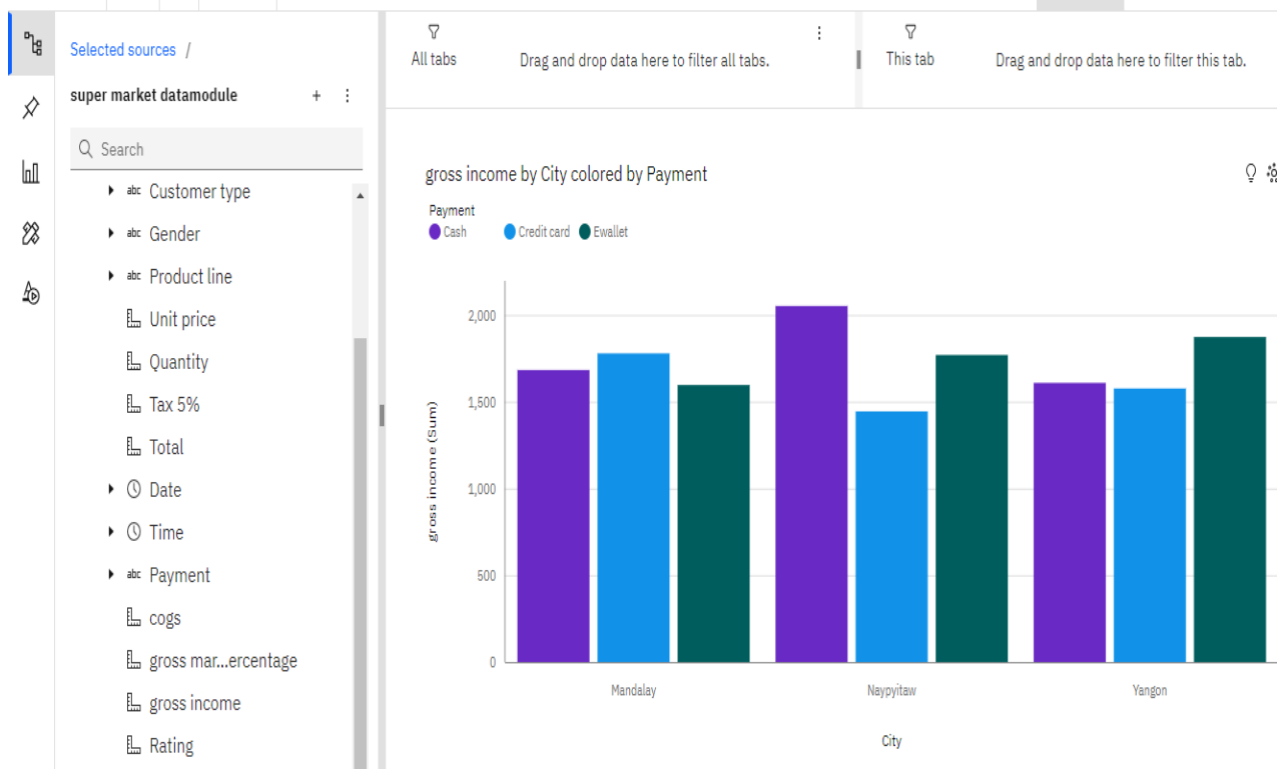 Selected sources /
super market datamodule
Search
abc Customer type
abc Gender
abc Product line
Unit price
Quantity
Tax 5%
Total
Date
Time
abc Payment
cogs
gross mar...ercentage
gross income
Rating
All tabs
Drag and drop data here to filter all tabs.
This tab
Drag and drop data here to filter this tab.
gross income by City colored by Payment
Payment
Cash Credit card Ewallet
gross income (Sum)
2,000
1,500
1,000
500
0
Mandalay Naypyitaw Yangon
City